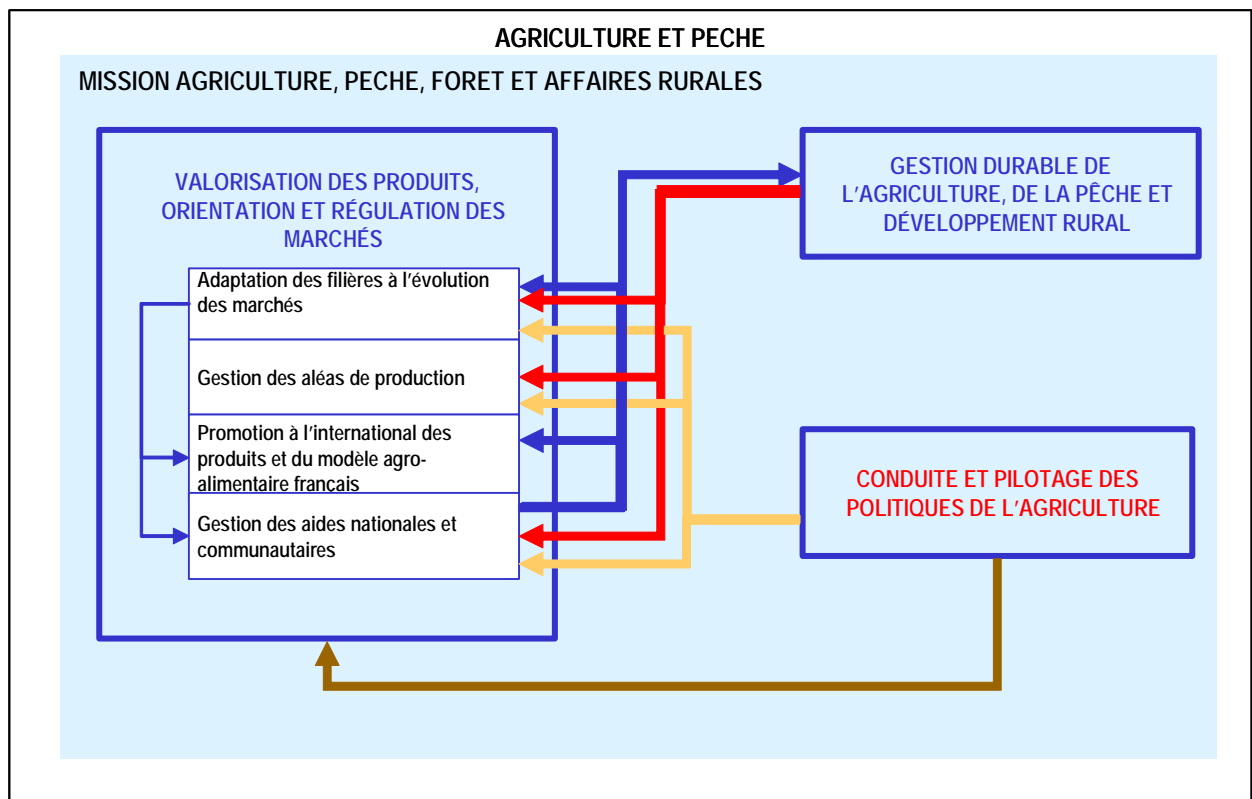 AGRICULTURE ET PECHE
MISSION AGRICULTURE, PECHE, FORET ET AFFAIRES RURALES
VALORISATION DES PRODUITS,
ORIENTATION ET RÉGULATION DES
MARCHÉS
Adaptation des filières à l'évolution
des marchés
Gestion des aléas de production
Promotion à l'international des
produits et du modèle agro-
alimentaire français
Gestion des aides nationales et
communautaires
GESTION DURABLE DE
L'AGRICULTURE, DE LA PÊCHE ET
DÉVELOPPEMENT RURAL
CONDUITE ET PILOTAGE DES
POLITIQUES DE L'AGRICULTURE